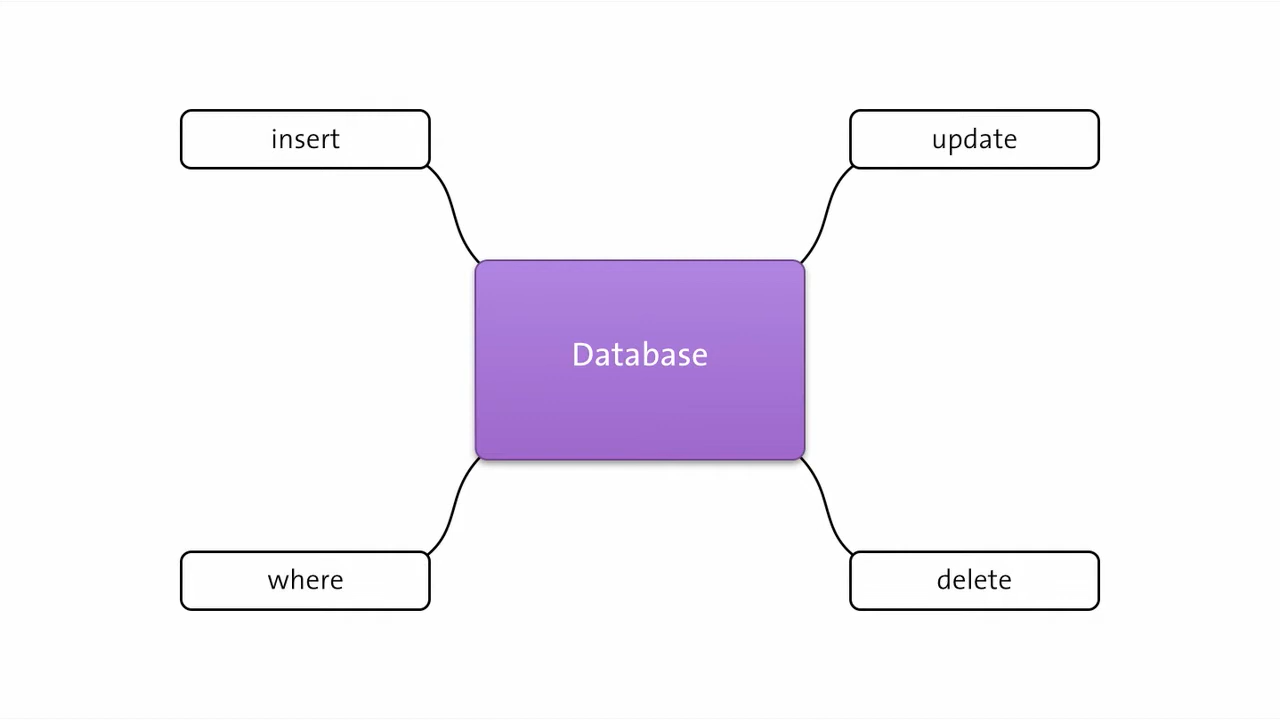 insert
update
Database
where
delete